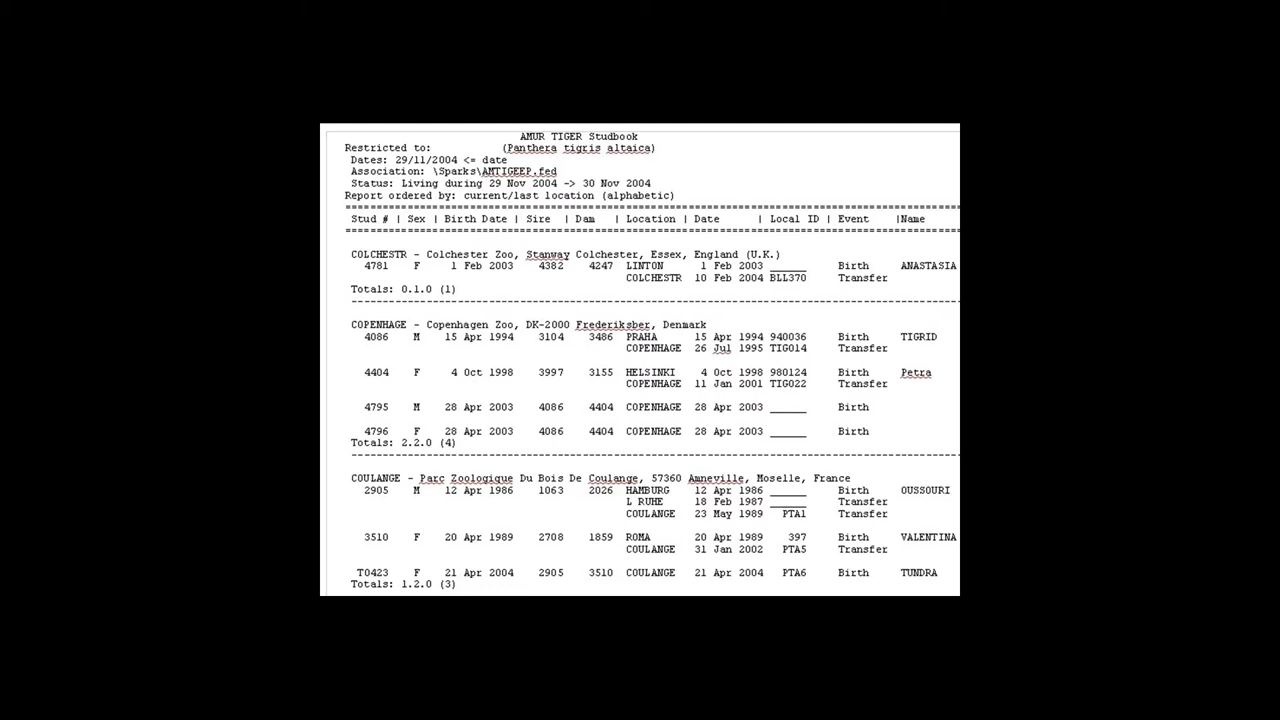 AMUR TIGER Studbook
Restricted to: (Panthera tigris altaica)
Dates: 29/11/2004 <= date
Association: \Sparks\AMTIGEEP.fed
Status: Living during 29 Nov 2004 -> 30 Nov 2004
Report ordered by: current/last location (alphabetic)
Stud # | Sex | Birth Date | Sire | Dam | Location | Date | Local ID | Event |Name
COLCHESTR - Colchester Zoo, Stanway Colchester, Essex, England (U.K.)
4781 F 1 Feb 2003 4382 4247 LINTON 1 Feb 2003 ______ Birth ANASTASIA
COLCHESTR 10 Feb 2004 BLL370 Transfer
Totals: 0.1.0 (1)
COPENHAGE - Copenhagen Zoo, DK-2000 Frederiksber, Denmark
4086 M 15 Apr 1994 3104 3486 PRAHA 15 Apr 1994 940036 Birth TIGRID
COPENHAGE 26 Jul 1995 TIG014 Transfer
4404 F 4 Oct 1998 3997 3155 HELSINKI 4 Oct 1998 980124 Birth Petra
COPENHAGE 11 Jan 2001 TIG022 Transfer
4795 M 28 Apr 2003 4086 4404 COPENHAGE 28 Apr 2003 ______ Birth
4796 F 28 Apr 2003 4086 4404 COPENHAGE 28 Apr 2003 ______ Birth
Totals: 2.2.0 (4)
COULANGE - Parc Zoologique Du Bois De Coulange, 57360 Amneville, Moselle, France
2905 M 12 Apr 1986 1063 2026 HAMBURG 12 Apr 1986 ______ Birth OUSSOURI
L RUHE 18 Feb 1987 ______ Transfer
COULANGE 23 May 1989 PTA1 Transfer
3510 F 20 Apr 1989 2708 1859 ROMA 20 Apr 1989 397 Birth VALENTINA
COULANGE 31 Jan 2002 PTA5 Transfer
T0423 F 21 Apr 2004 2905 3510 COULANGE 21 Apr 2004 PTA6 Birth TUNDRA
Totals: 1.2.0 (3)